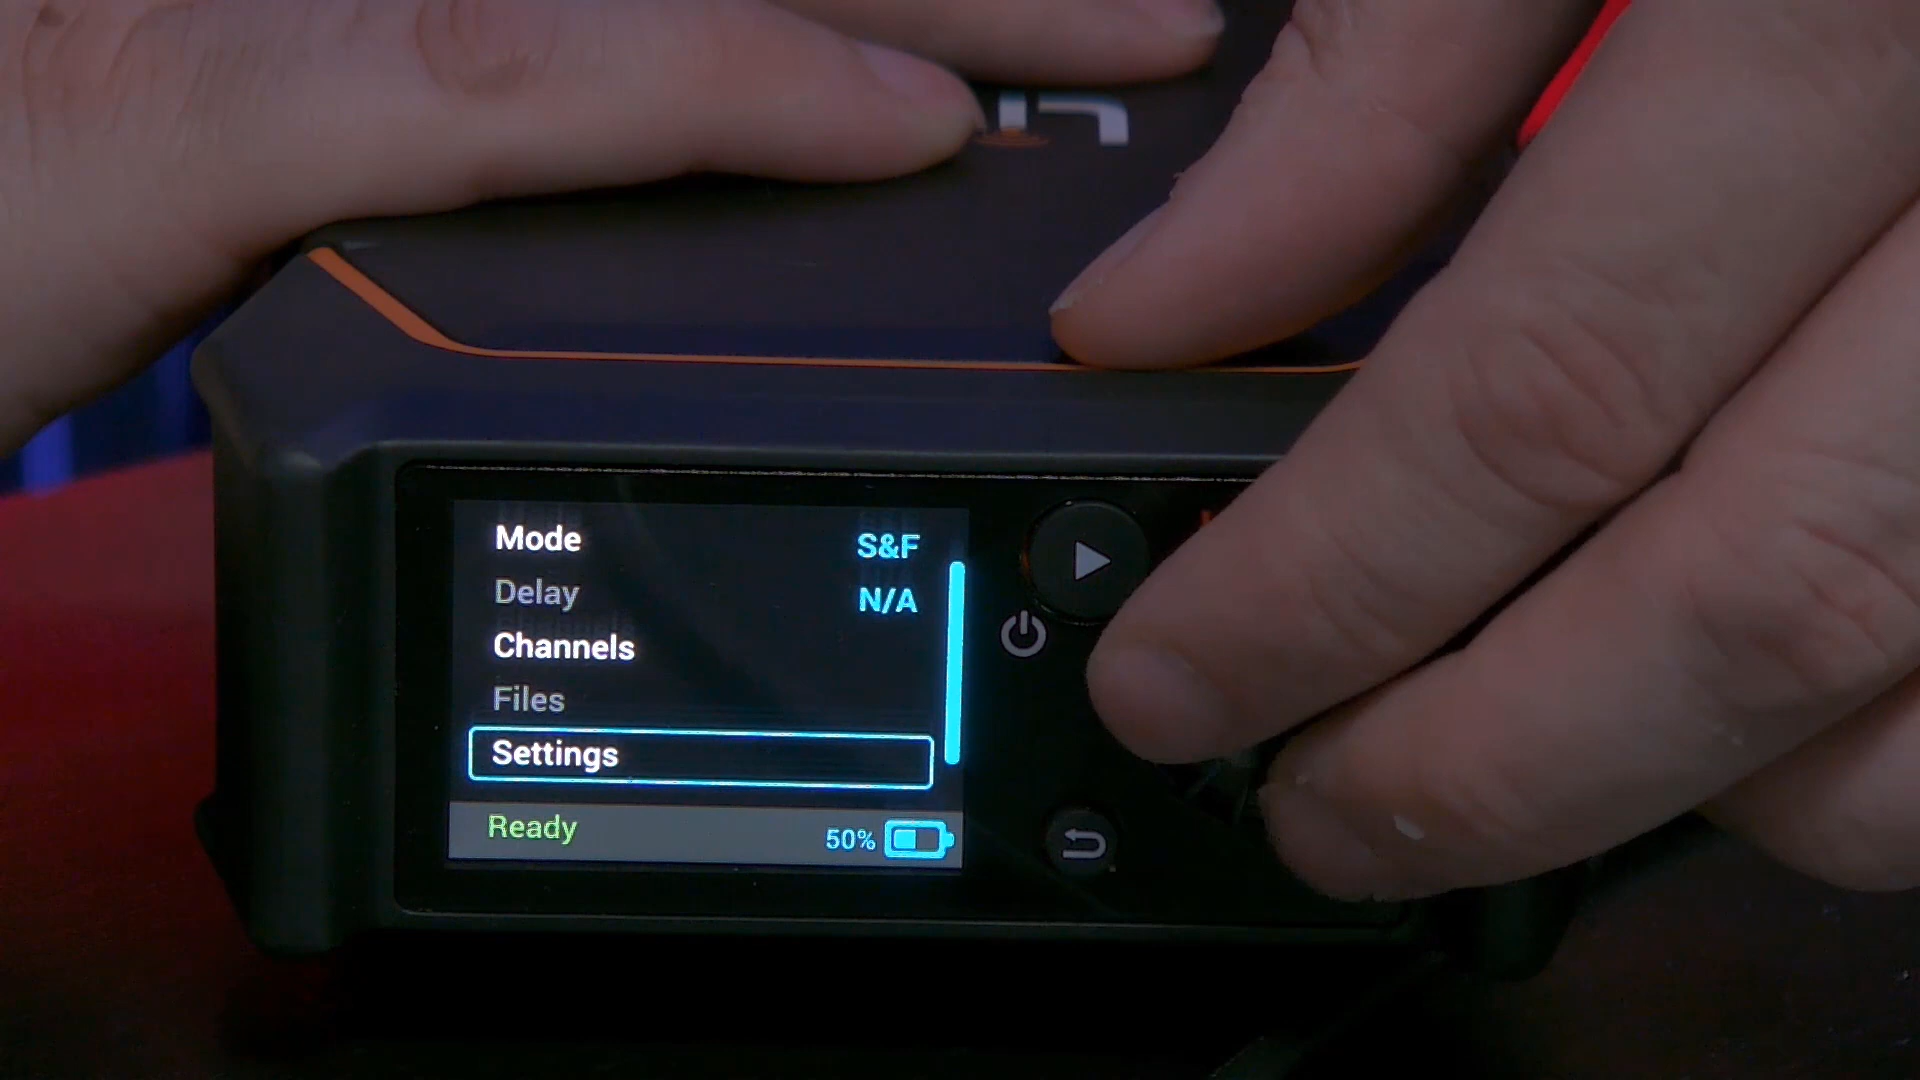 Mode S&F
Delay N/A
Channels
Files
Settings
Ready 50%